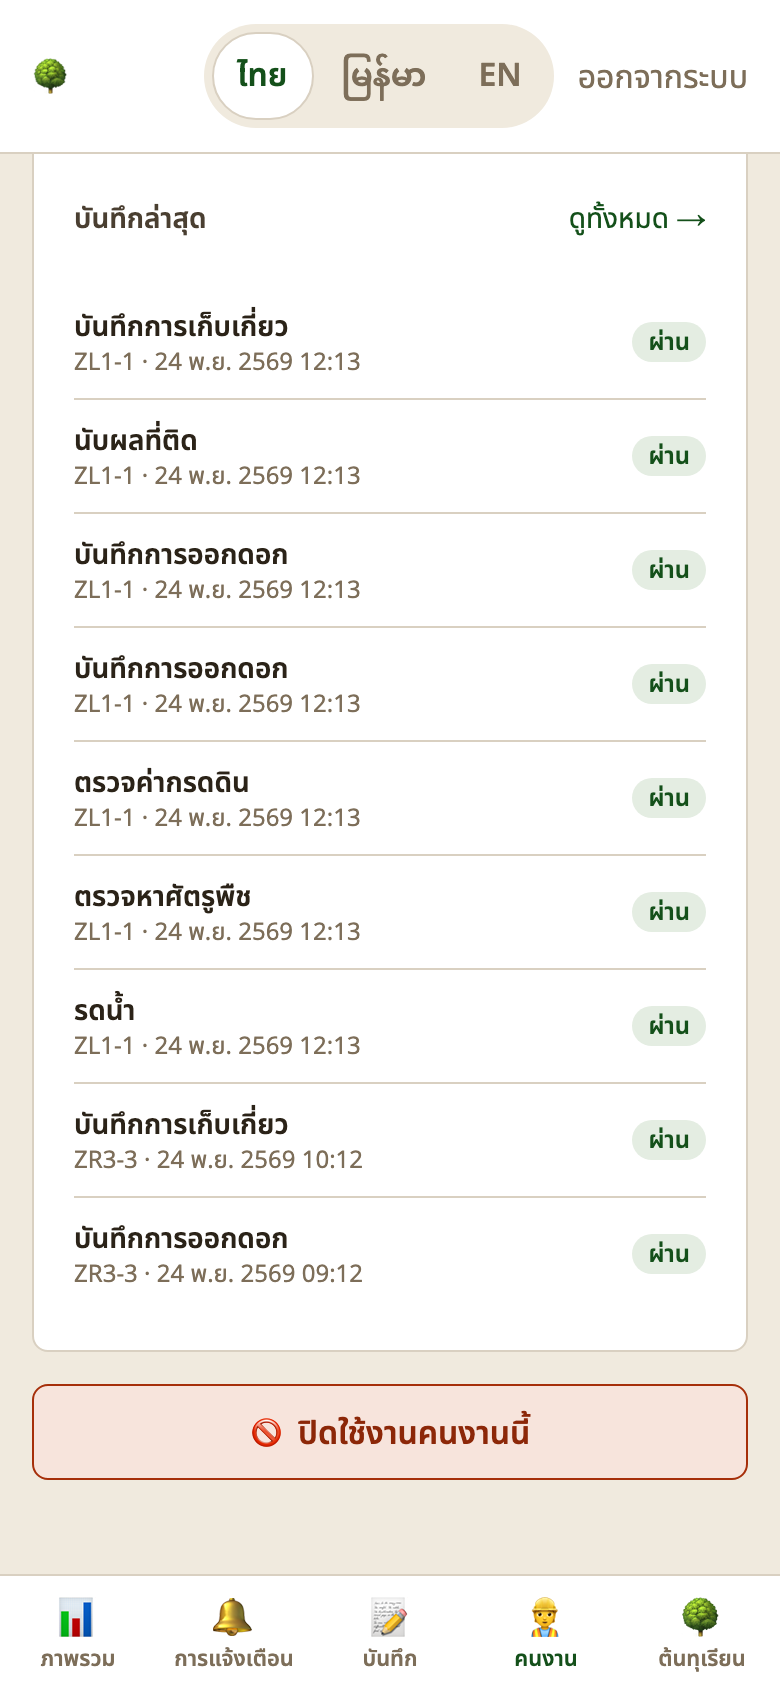 ไทย မြန်မာ EN ออกจากระบบ
บันทึกล่าสุด ดูทั้งหมด →
บันทึกการเก็บเกี่ยว
ZL1-1 · 24 พ.ย. 2569 12:13 ผ่าน
นับผลที่ติด
ZL1-1 · 24 พ.ย. 2569 12:13 ผ่าน
บันทึกการออกดอก
ZL1-1 · 24 พ.ย. 2569 12:13 ผ่าน
บันทึกการออกดอก
ZL1-1 · 24 พ.ย. 2569 12:13 ผ่าน
ตรวจค่ากรดดิน
ZL1-1 · 24 พ.ย. 2569 12:13 ผ่าน
ตรวจหาศัตรูพืช
ZL1-1 · 24 พ.ย. 2569 12:13 ผ่าน
รดน้ำ
ZL1-1 · 24 พ.ย. 2569 12:13 ผ่าน
บันทึกการเก็บเกี่ยว
ZR3-3 · 24 พ.ย. 2569 10:12 ผ่าน
บันทึกการออกดอก
ZR3-3 · 24 พ.ย. 2569 09:12 ผ่าน
🚫 ปิดใช้งานคนงานนี้
ภาพรวม การแจ้งเตือน บันทึก คนงาน ต้นทุเรียน